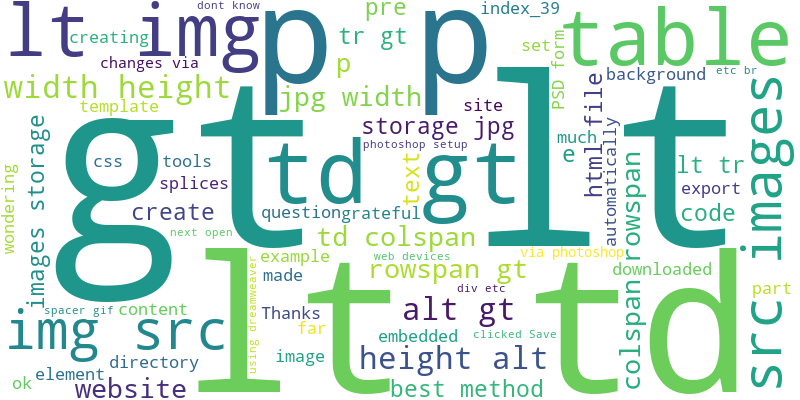 dont know
index_39
lt img
p p
table
pre
creating
tr gt
set
changes via
p
PSD form
etc br
background
width height
jpg width
template
site
html file
src images
storage jpg
much
gt
lt
photoshop setup
automatically
images storage
css
tools
td gt
text
e
lt tr
wondering
splices
export
create
question
grateful
code
next open
td colspan
colspan rowspan
via photoshop
example
web devices
rowspan gt
downloaded
made
using dreamweaver
lt td
div etc
part
spacer gif
content
Thanks
alt gt
img src
far
embedded
clicked Save
image
height alt
directory
element
ok
website
best method